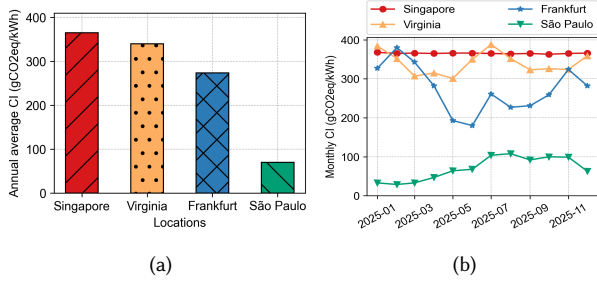 Annual average CI (gCO2eq/kWh)
400
300
200
100
0
Singapore Virginia Frankfurt São Paulo
Locations
(a)
Singapore Frankfurt
Virginia São Paulo
Monthly CI (gCO2eq/kWh)
400
300
200
100
0
2025-01 2025-03 2025-05 2025-07 2025-09 2025-11
(b)